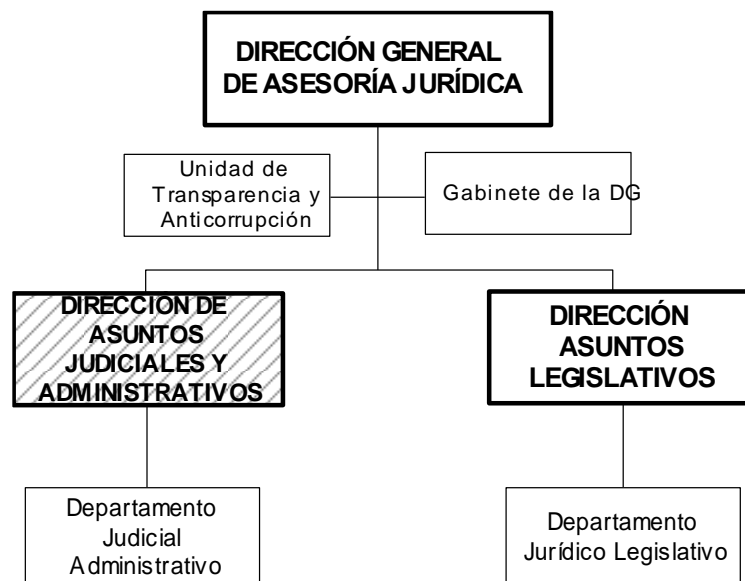 DIRECCIÓN GENERAL
DE ASESORÍA JURÍDICA
Unidad de
Transparencia y
Anticorrupción
Gabinete de la DG
DIRECCION DE
ASUNTOS
JUDICIALES Y
ADMINISTRATIVOS
DIRECCIÓN
ASUNTOS
LEGISLATIVOS
Departamento
Judicial
Administrativo
Departamento
Jurídico Legislativo